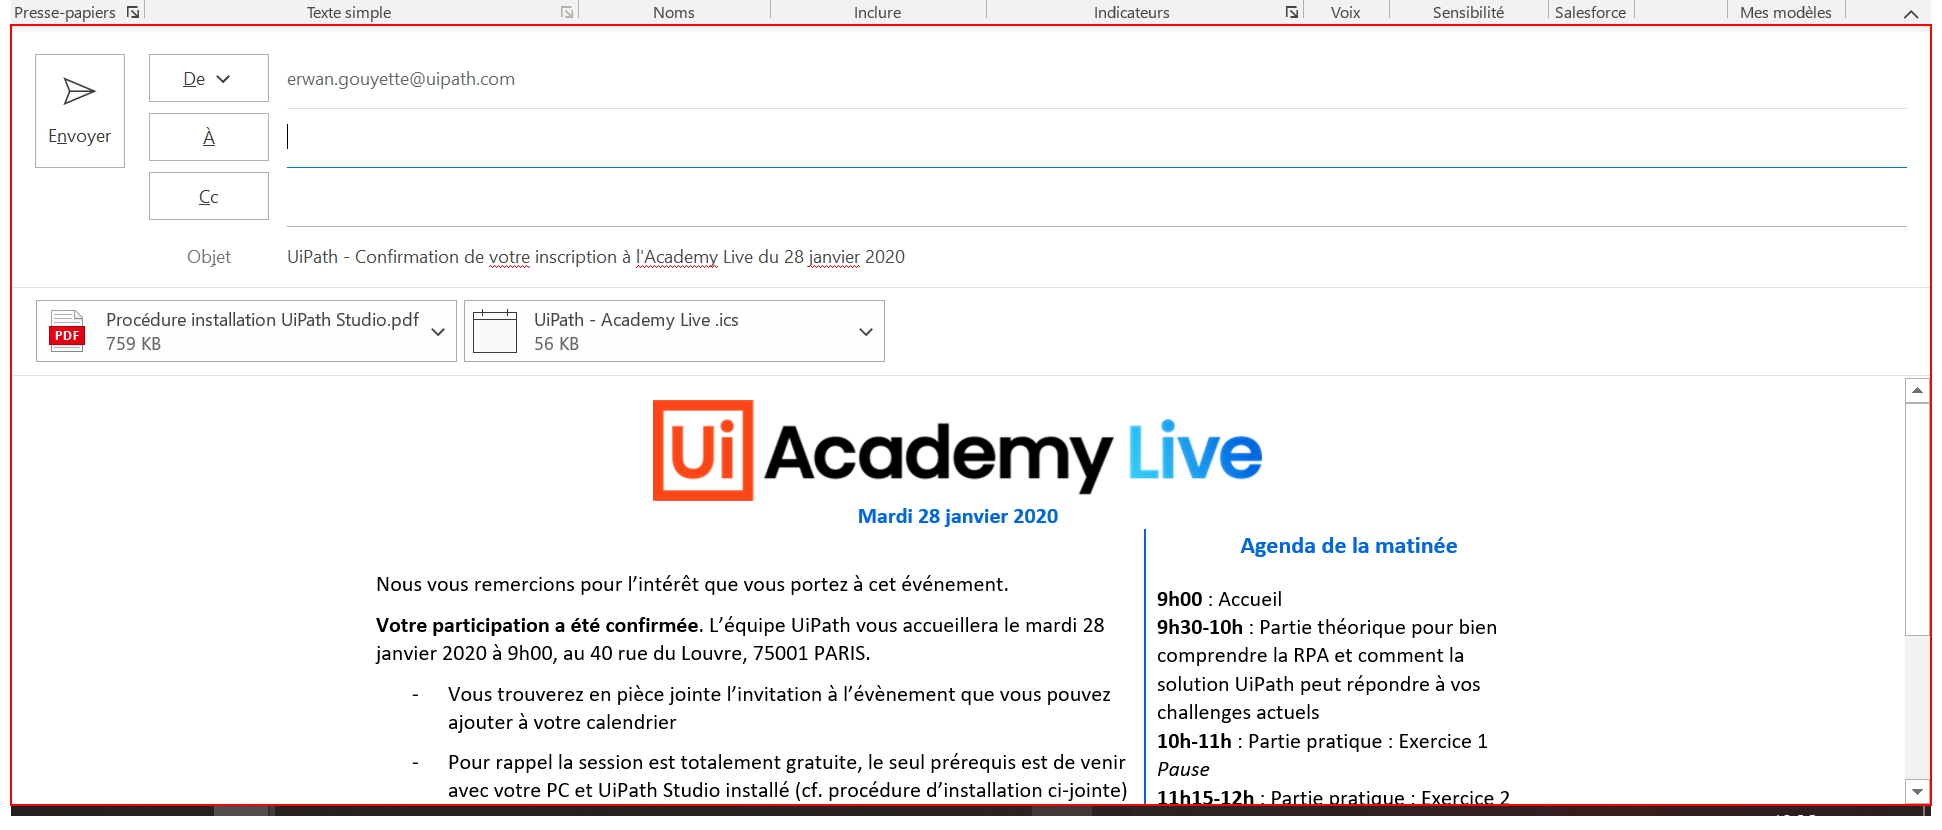 Presse-papiers Texte simple Noms Inclure Indicateurs Voix Sensibilité Salesforce Mes modèles
Envoyer
De erwan.gouyette@uipath.com
À
Cc
Objet UiPath - Confirmation de votre inscription à l'Academy Live du 28 janvier 2020
PDF
Procédure installation UiPath Studio.pdf
759 KB
UiPath - Academy Live .ics
56 KB
Ui Academy Live
Mardi 28 janvier 2020
Nous vous remercions pour l’intérêt que vous portez à cet événement.
Votre participation a été confirmée. L’équipe UiPath vous accueillera le mardi 28
janvier 2020 à 9h00, au 40 rue du Louvre, 75001 PARIS.
- Vous trouverez en pièce jointe l’invitation à l’évènement que vous pouvez
ajouter à votre calendrier
- Pour rappel la session est totalement gratuite, le seul prérequis est de venir
avec votre PC et UiPath Studio installé (cf. procédure d’installation ci-jointe)
Agenda de la matinée
9h00 : Accueil
9h30-10h : Partie théorique pour bien
comprendre la RPA et comment la
solution UiPath peut répondre à vos
challenges actuels
10h-11h : Partie pratique : Exercice 1
Pause
11h15-12h : Partie pratique : Exercice 2